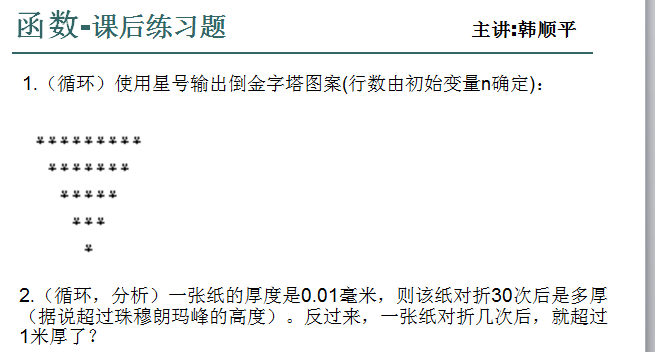 函数-课后练习题
主讲:韩顺平
1.（循环）使用星号输出倒金字塔图案(行数由初始变量n确定)：
*********
*******
*****
***
*
2.（循环，分析）一张纸的厚度是0.01毫米，则该纸对折30次后是多厚
（据说超过珠穆朗玛峰的高度）。反过来，一张纸对折几次后，就超过
1米厚了？